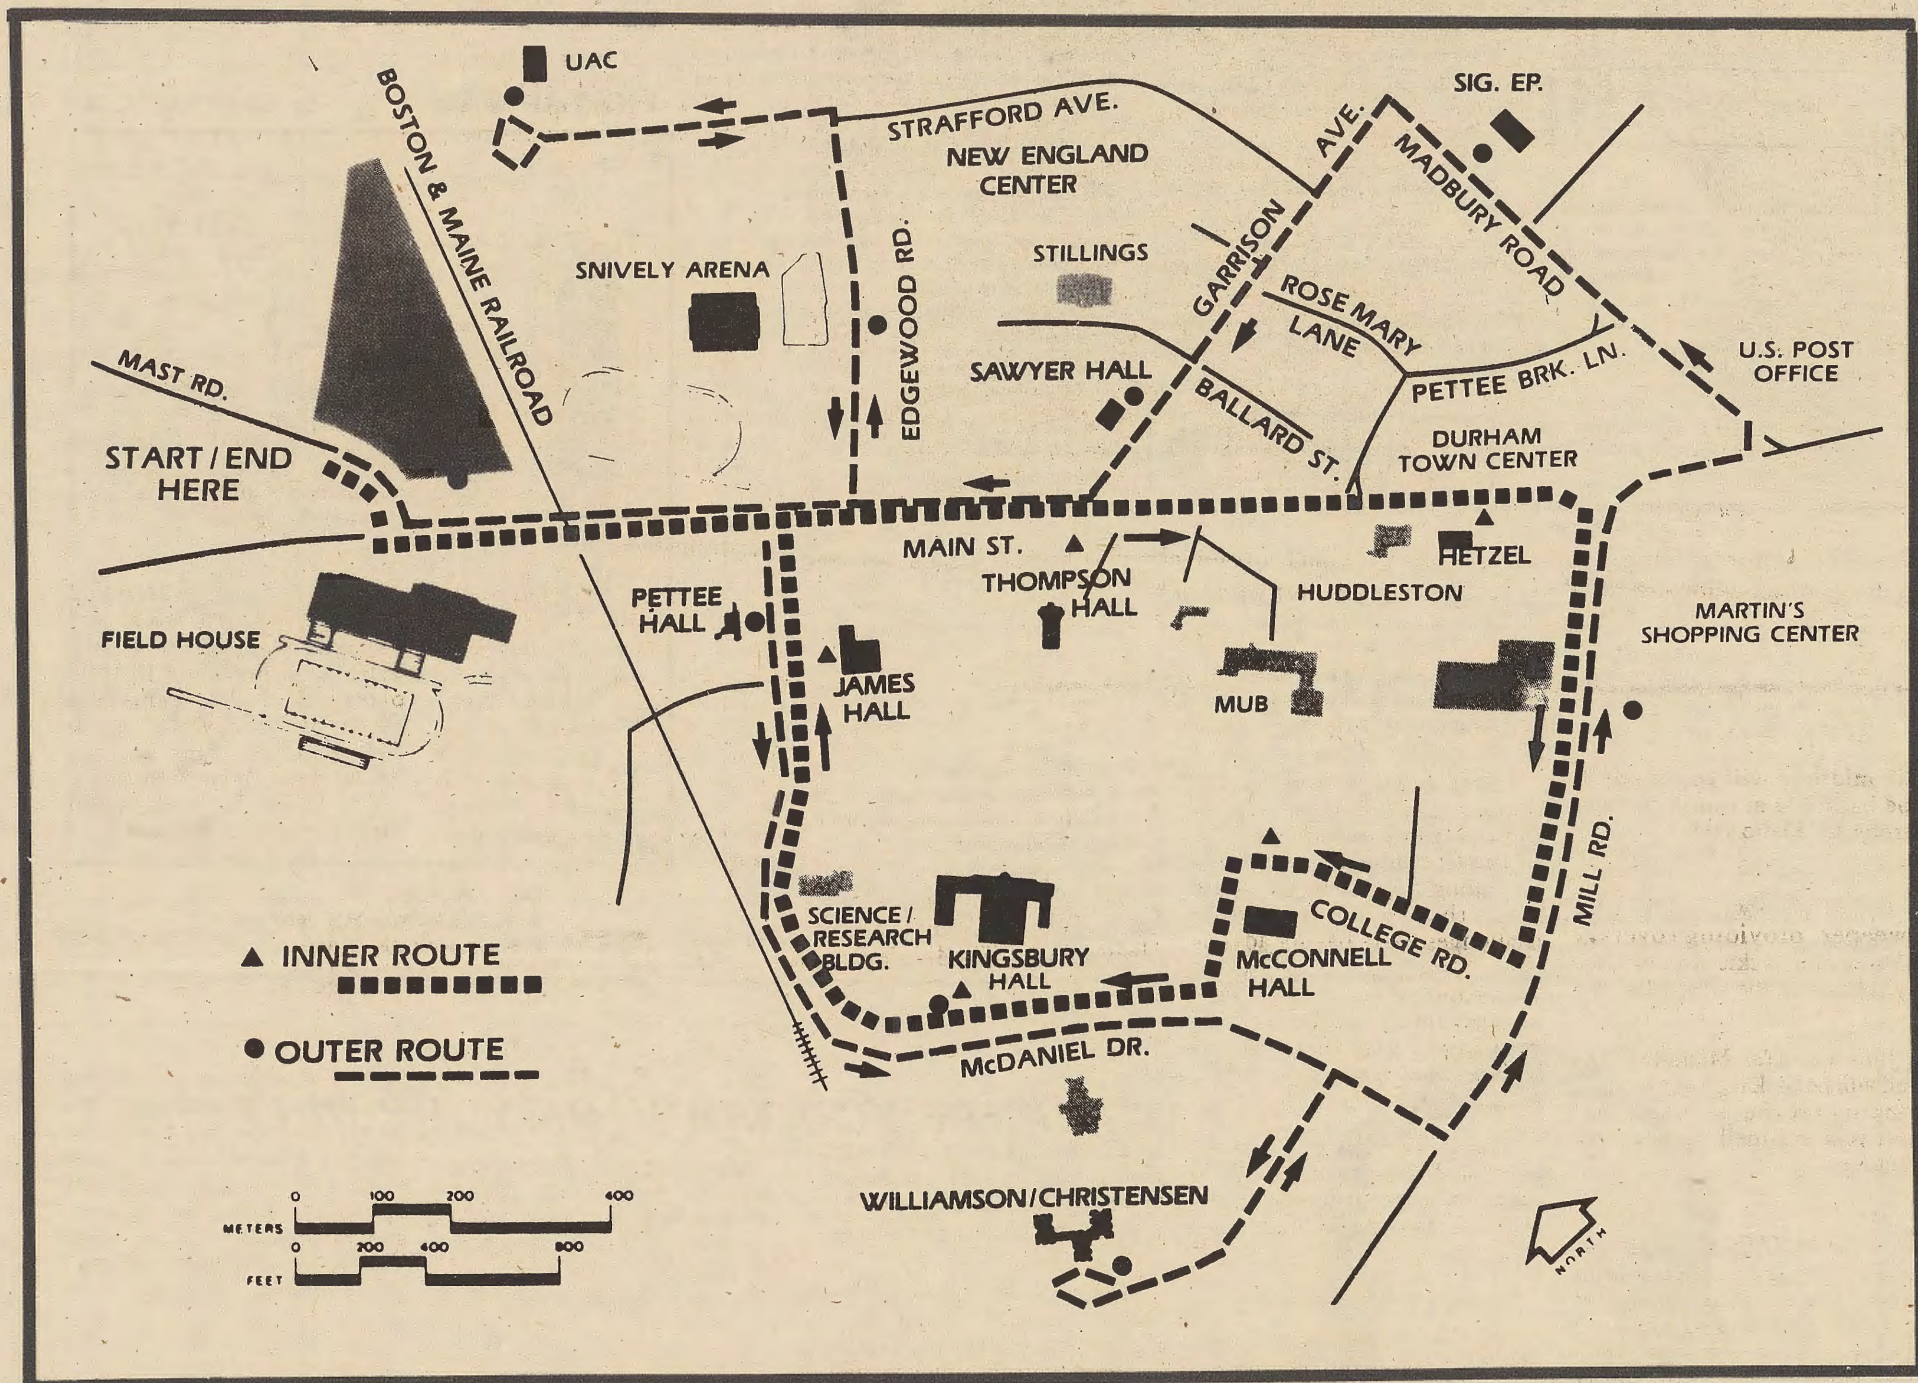 UAC
SIG. EP.
BOSTON & MAINE RAILROAD
STRAFFORD AVE.
NEW ENGLAND
CENTER
GARRISON AVE.
MADBURY ROAD
SNIVELY ARENA
EDGEWOOD RD.
STILLINGS
ROSE MARY
LANE
MAST RD.
SAWYER HALL
BALLARD ST.
PETTEE BRK. LN.
U.S. POST
OFFICE
START / END
HERE
DURHAM
TOWN CENTER
MAIN ST.
HETZEL
THOMPSON
HALL
HUDDLESTON
PETTEE
HALL
FIELD HOUSE
MARTIN'S
SHOPPING CENTER
JAMES
HALL
MUB
MILL RD.
SCIENCE /
RESEARCH
BLDG.
KINGSBURY
HALL
COLLEGE RD.
McCONNELL
HALL
▲ INNER ROUTE
● OUTER ROUTE
McDANIEL DR.
WILLIAMSON/CHRISTENSEN
0 100 200 400
METERS
0 200 400 800
FEET
NORTH